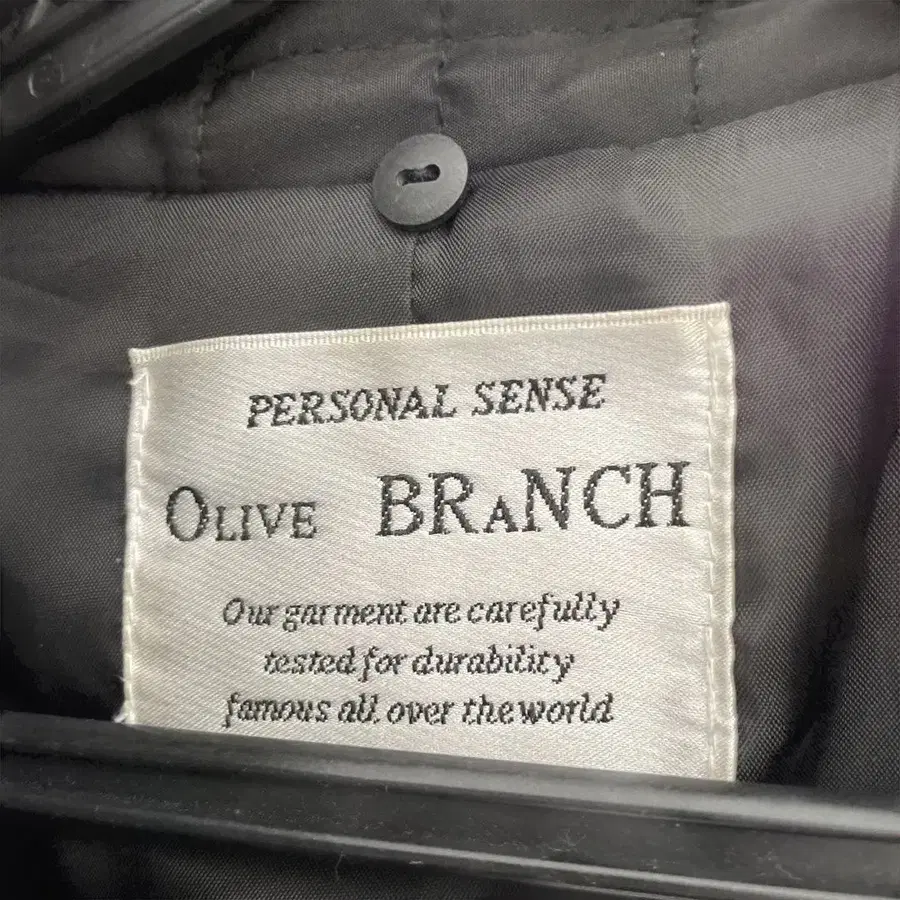 PERSONAL SENSE
OLIVE BRANCH
Our garment are carefully
tested for durability
famous all over the world